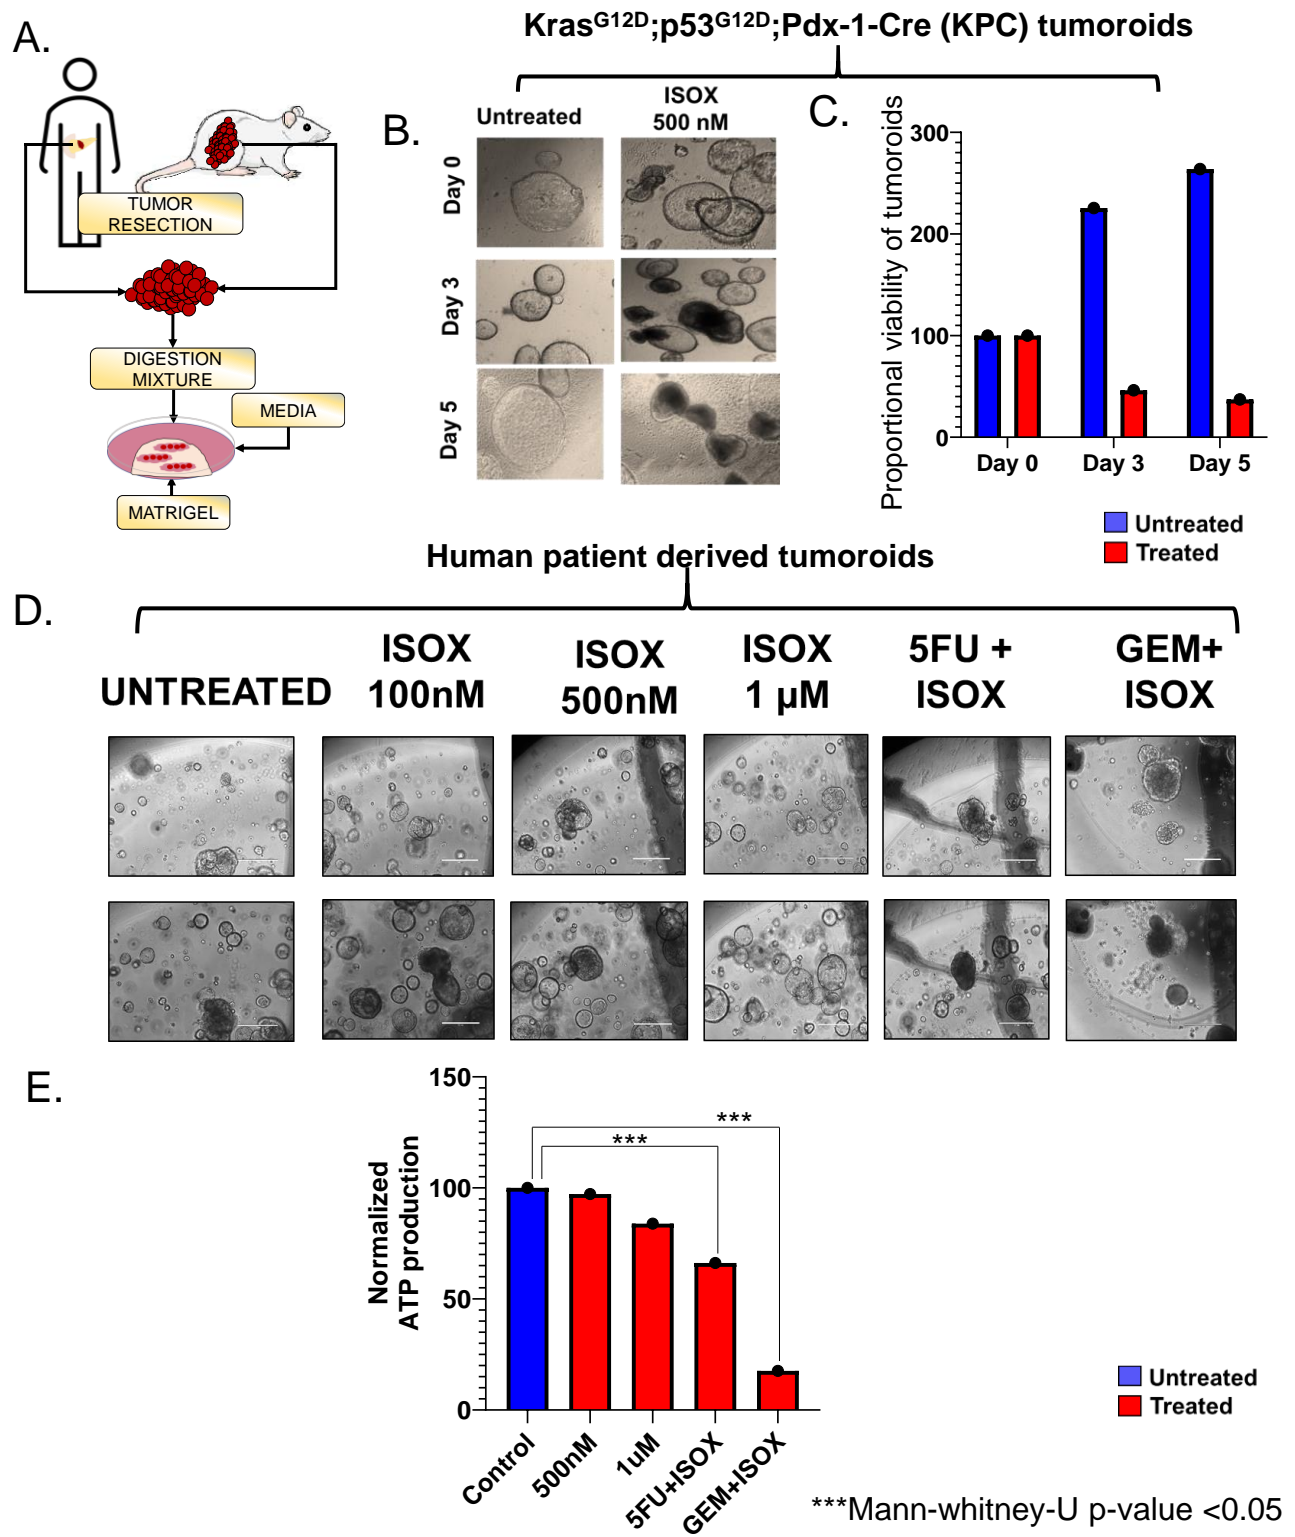 Kras^G12D;p53^G12D;Pdx-1-Cre (KPC) tumoroids
A.
TUMOR
RESECTION
DIGESTION
MIXTURE
MEDIA
MATRIGEL
B.
Untreated
ISOX
500 nM
Day 0
Day 3
Day 5
C.
Proportional viability of tumoroids
300
200
100
0
Day 0
Day 3
Day 5
Untreated
Treated
Human patient derived tumoroids
D.
UNTREATED
ISOX
100nM
ISOX
500nM
ISOX
1 µM
5FU +
ISOX
GEM+
ISOX
E.
Normalized
ATP production
150
100
50
0
***
***
Control
500nM
1uM
5FU+ISOX
GEM+ISOX
Untreated
Treated
***Mann-whitney-U p-value <0.05